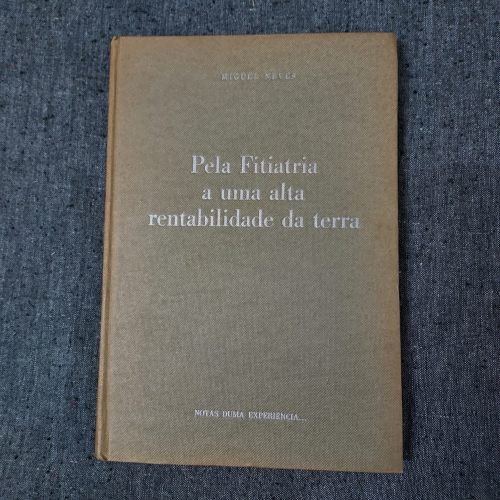 MIGUEL NEVES
Pela Fitiatria
a uma alta
rentabilidade da terra
NOTAS DUMA EXPERIÊNCIA...